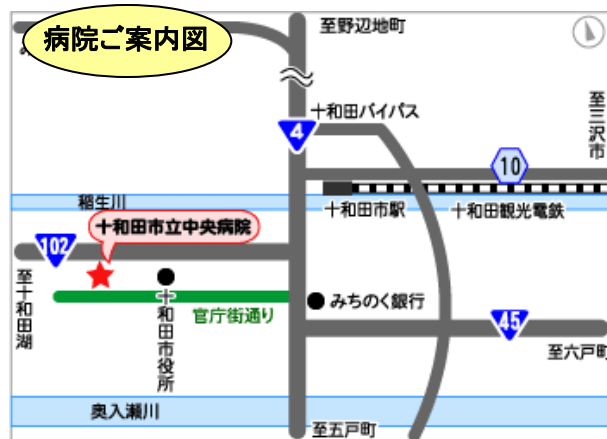 病院ご案内図
至野辺地町
十和田バイパス
4
至三沢市
10
稲生川
十和田市駅
十和田観光電鉄
十和田市立中央病院
102
至十和田湖
十和田市役所
官庁街通り
みちのく銀行
45
至六戸町
奥入瀬川
至五戸町